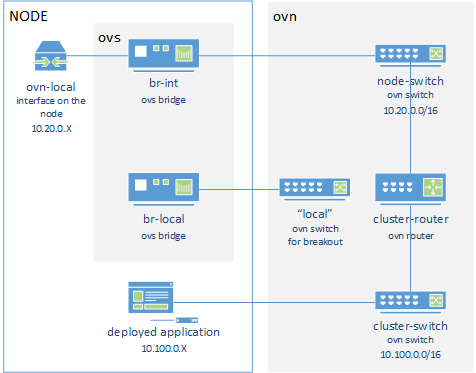 NODE
ovn
ovs
ovn-local
interface on the
node
10.20.0.X
br-int
ovs bridge
node-switch
ovn switch
10.20.0.0/16
br-local
ovs bridge
“local”
ovn switch
for breakout
cluster-router
ovn router
deployed application
10.100.0.X
cluster-switch
ovn switch
10.100.0.0/16